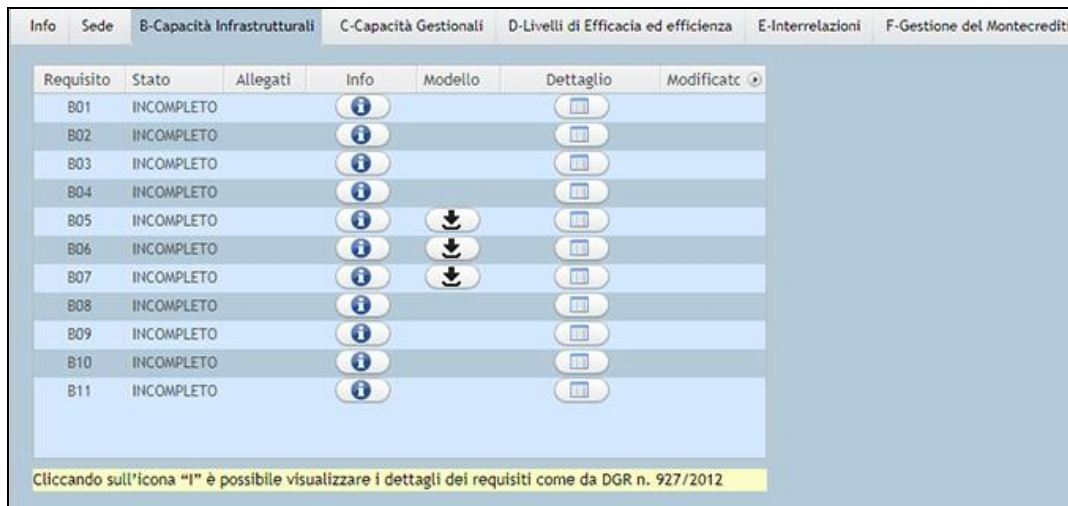 Info Sede B-Capacità Infrastrutturali C-Capacità Gestionali D-Livelli di Efficacia ed efficienza E-Interrelazioni F-Gestione del Montecrediti
Requisito Stato Allegati Info Modello Dettaglio Modificatc
B01 INCOMPLETO
B02 INCOMPLETO
B03 INCOMPLETO
B04 INCOMPLETO
B05 INCOMPLETO
B06 INCOMPLETO
B07 INCOMPLETO
B08 INCOMPLETO
B09 INCOMPLETO
B10 INCOMPLETO
B11 INCOMPLETO
Cliccando sull'icona “I” è possibile visualizzare i dettagli dei requisiti come da DGR n. 927/2012